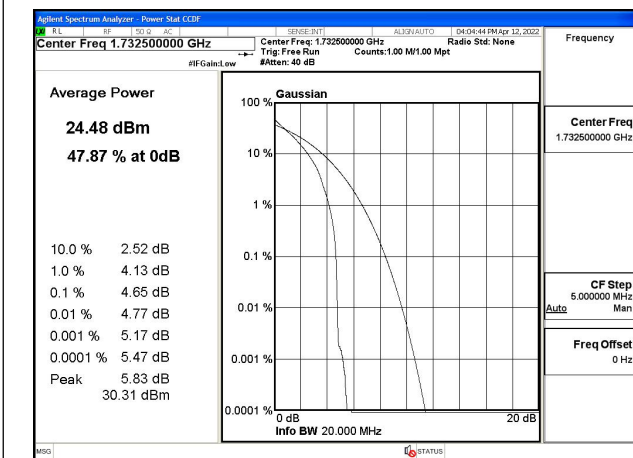 Agilent Spectrum Analyzer - Power Stat CCDF
RL RF 50 Ω AC SENSE:INT ALIGN AUTO 04:04:44 PM Apr 12, 2022
Center Freq 1.732500000 GHz
Center Freq: 1.732500000 GHz Radio Std: None
Trig: Free Run Counts:1.00 M/1.00 Mpt
#IFGain:Low #Atten: 40 dB
Frequency
Average Power
24.48 dBm
47.87 % at 0dB
10.0 % 2.52 dB
1.0 % 4.13 dB
0.1 % 4.65 dB
0.01 % 4.77 dB
0.001 % 5.17 dB
0.0001 % 5.47 dB
Peak 5.83 dB
30.31 dBm
Gaussian
100 %
10 %
1 %
0.1 %
0.01 %
0.001 %
0.0001 %
0 dB 20 dB
Info BW 20.000 MHz
Center Freq
1.732500000 GHz
CF Step
5.000000 MHz
Auto Man
Freq Offset
0 Hz
MSG STATUS